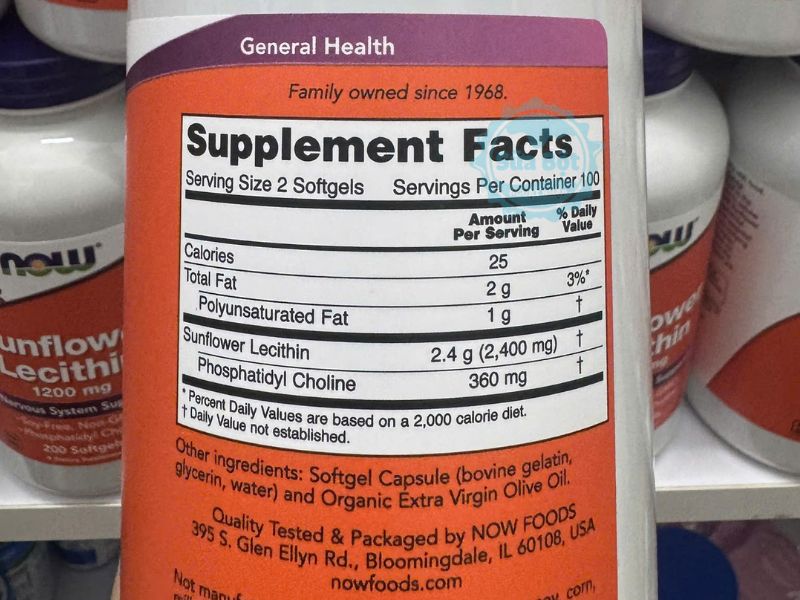 General Health
Family owned since 1968.
Supplement Facts
Serving Size 2 Softgels Servings Per Container 100
Amount Per Serving % Daily Value
Calories 25
Total Fat 2 g 3%*
Polyunsaturated Fat 1 g †
Sunflower Lecithin 2.4 g (2,400 mg) †
Phosphatidyl Choline 360 mg †
* Percent Daily Values are based on a 2,000 calorie diet.
† Daily Value not established.
Other ingredients: Softgel Capsule (bovine gelatin,
glycerin, water) and Organic Extra Virgin Olive Oil.
Quality Tested & Packaged by NOW FOODS
395 S. Glen Ellyn Rd., Bloomingdale, IL 60108, USA
nowfoods.com
Not corn,
NOW
Lecithi
1200 mg
200 Softgels